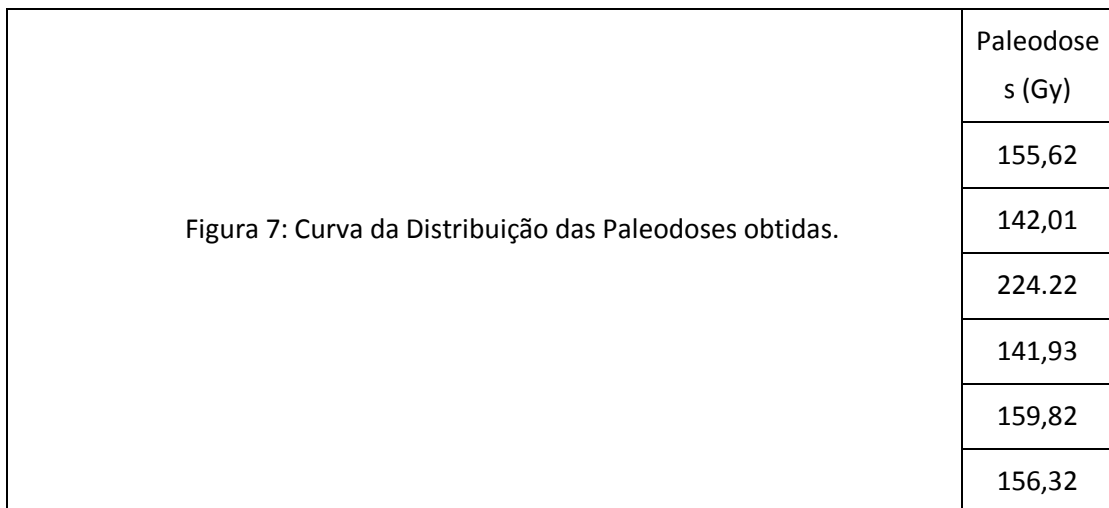 Paleodose
s (Gy)
155,62
Figura 7: Curva da Distribuição das Paleodoses obtidas.
142,01
224.22
141,93
159,82
156,32